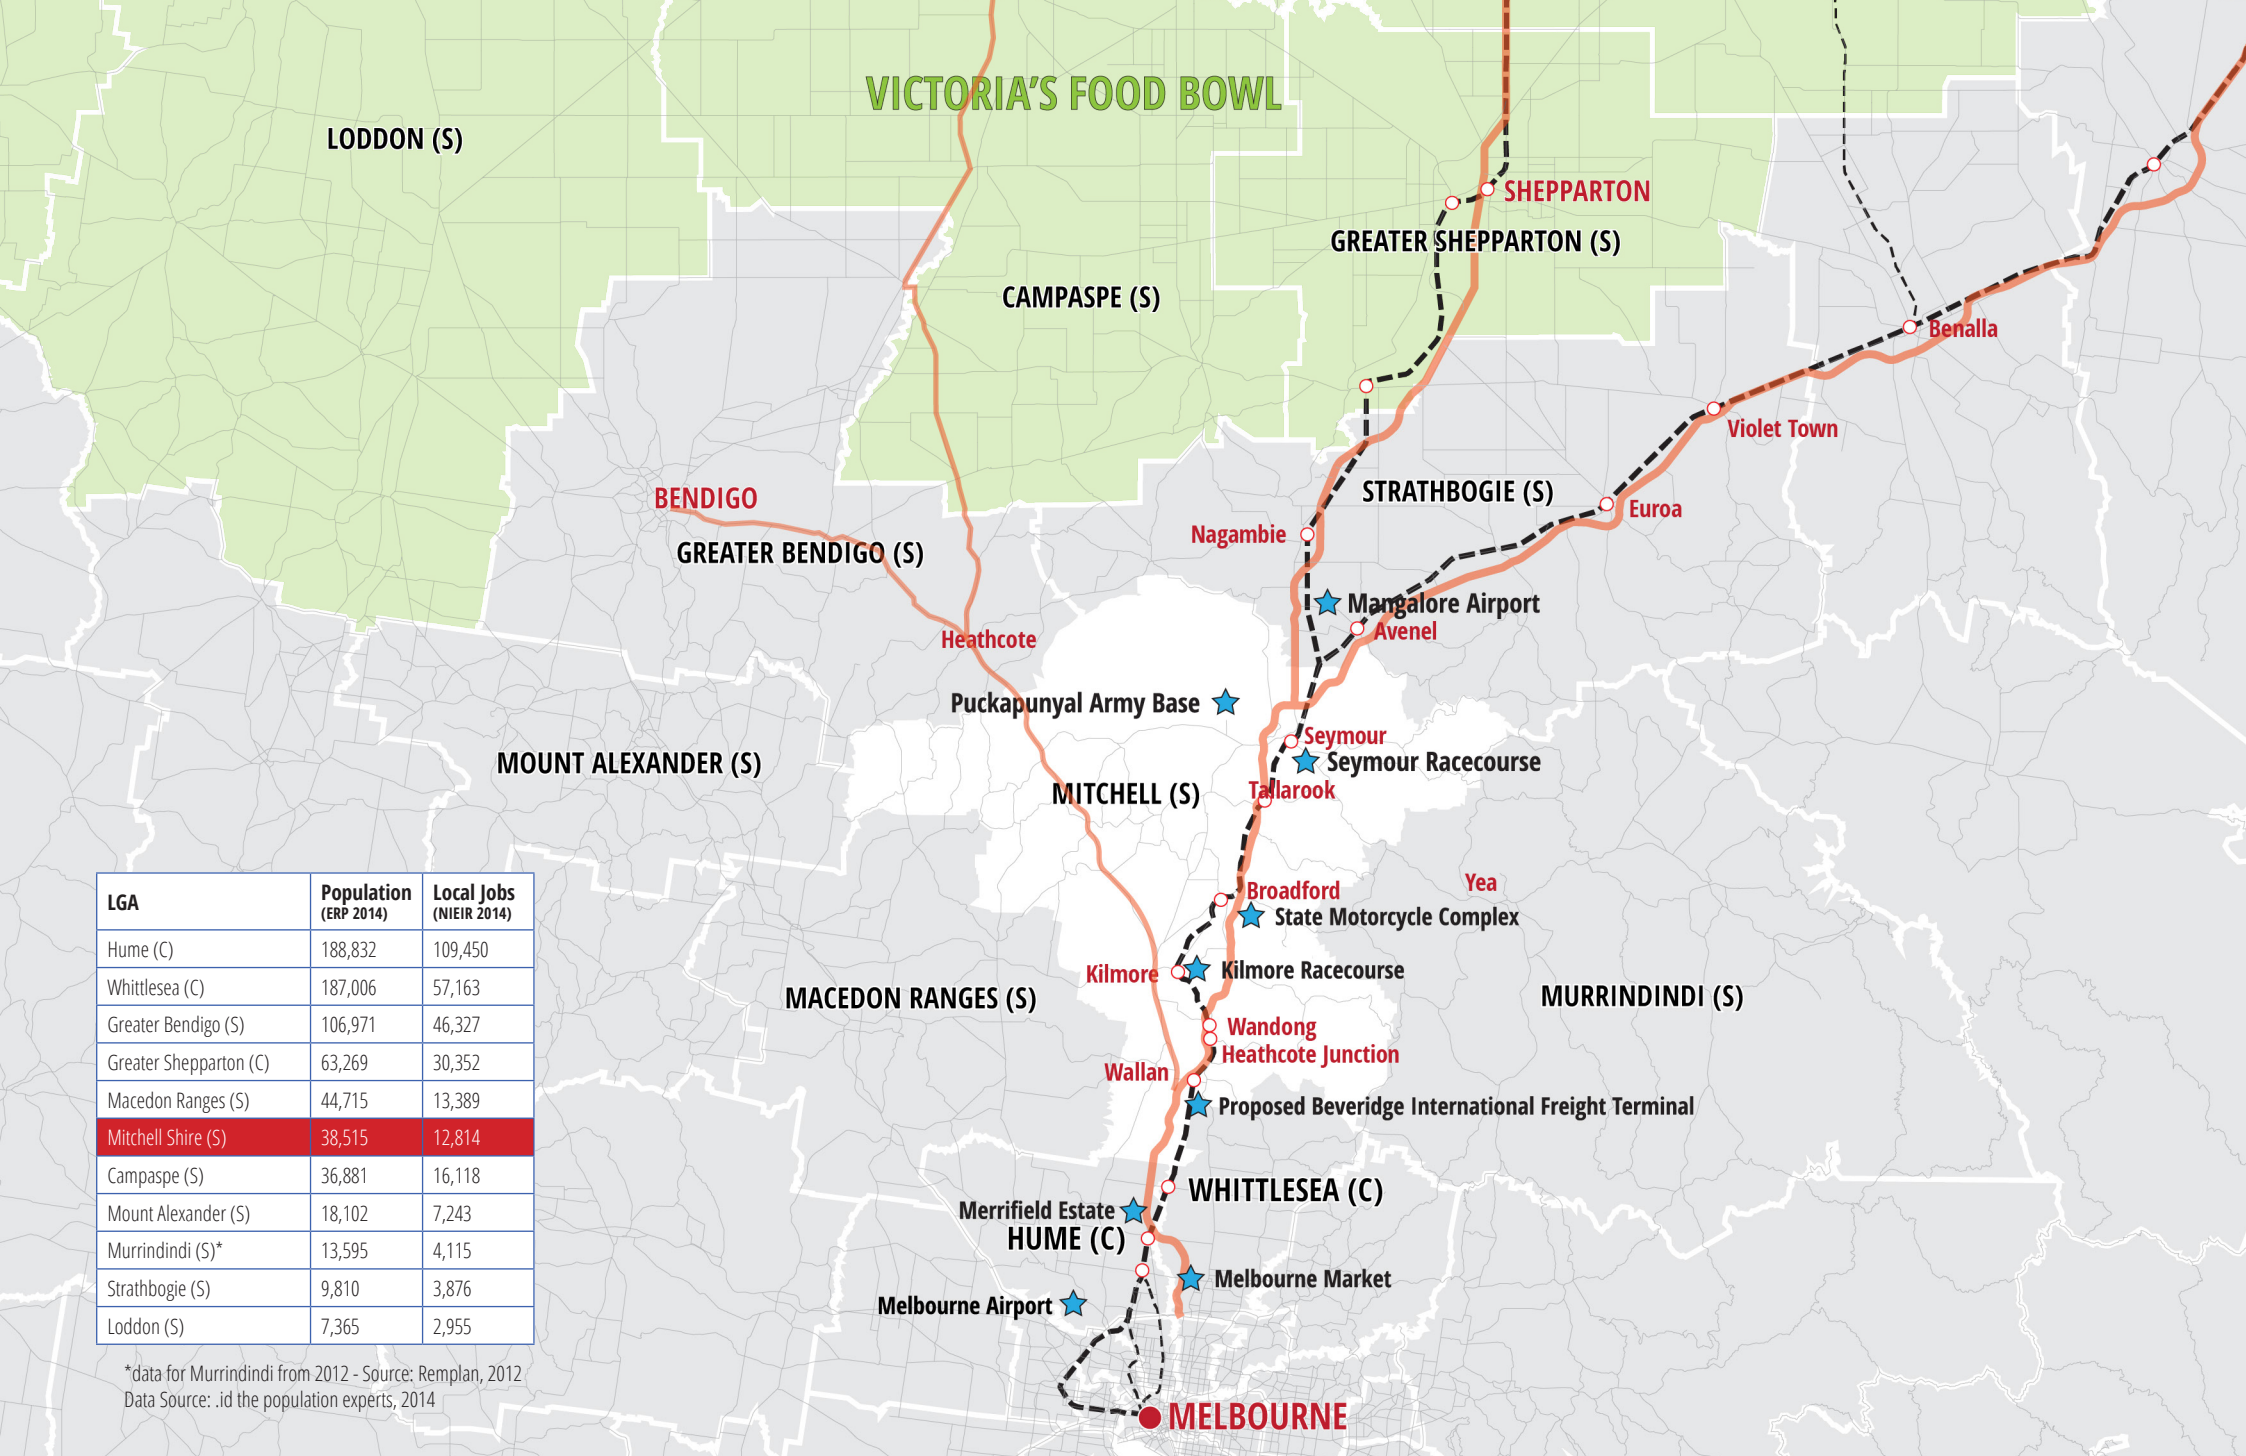 VICTORIA'S FOOD BOWL
LODDON (S)
SHEPPARTON
GREATER SHEPPARTON (S)
CAMPASPE (S)
Benalla
Violet Town
BENDIGO
STRATHBOGIE (S)
Euroa
Nagambie
GREATER BENDIGO (S)
Mangalore Airport
Avenel
Heathcote
Puckapunyal Army Base
Seymour
MOUNT ALEXANDER (S)
Seymour Racecourse
MITCHELL (S)
Tallarook
Yea
Broadford
State Motorcycle Complex
Kilmore
Kilmore Racecourse
MACEDON RANGES (S)
MURRINDINDI (S)
Wandong
Heathcote Junction
Wallan
Proposed Beveridge International Freight Terminal
WHITTLESEA (C)
Merrifield Estate
HUME (C)
Melbourne Market
Melbourne Airport
MELBOURNE
LGA Population (ERP 2014) Local Jobs (NIEIR 2014)
Hume (C) 188,832 109,450
Whittlesea (C) 187,006 57,163
Greater Bendigo (S) 106,971 46,327
Greater Shepparton (C) 63,269 30,352
Macedon Ranges (S) 44,715 13,389
Mitchell Shire (S) 38,515 12,814
Campaspe (S) 36,881 16,118
Mount Alexander (S) 18,102 7,243
Murrindindi (S)* 13,595 4,115
Strathbogie (S) 9,810 3,876
Loddon (S) 7,365 2,955
*data for Murrindindi from 2012 - Source: Remplan, 2012
Data Source: .id the population experts, 2014